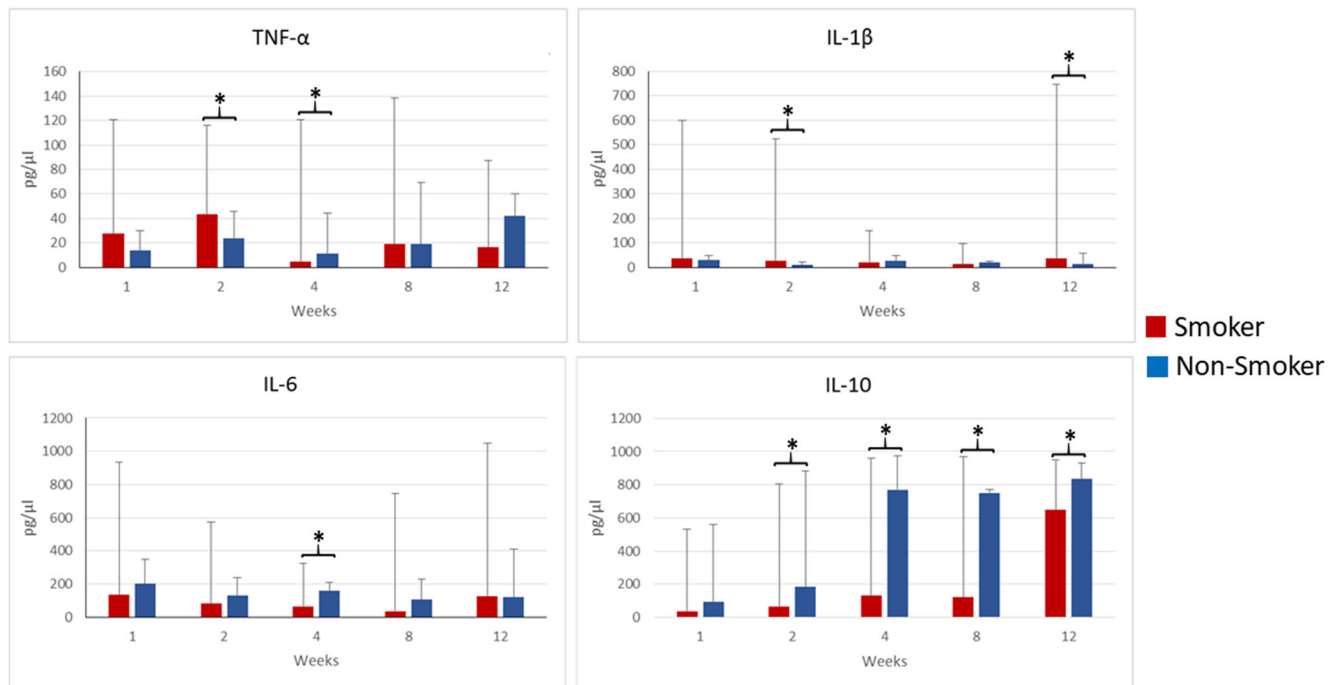 TNF-α
160
140
120
100
80
60
40
20
0
pg/µl
* *
1 2 4 8 12
Weeks
IL-1β
800
700
600
500
400
300
200
100
0
pg/µl
* *
1 2 4 8 12
Weeks
Smoker
Non-Smoker
IL-6
1200
1000
800
600
400
200
0
pg/µl
*
1 2 4 8 12
Weeks
IL-10
1200
1000
800
600
400
200
0
pg/µl
* * * *
1 2 4 8 12
Weeks